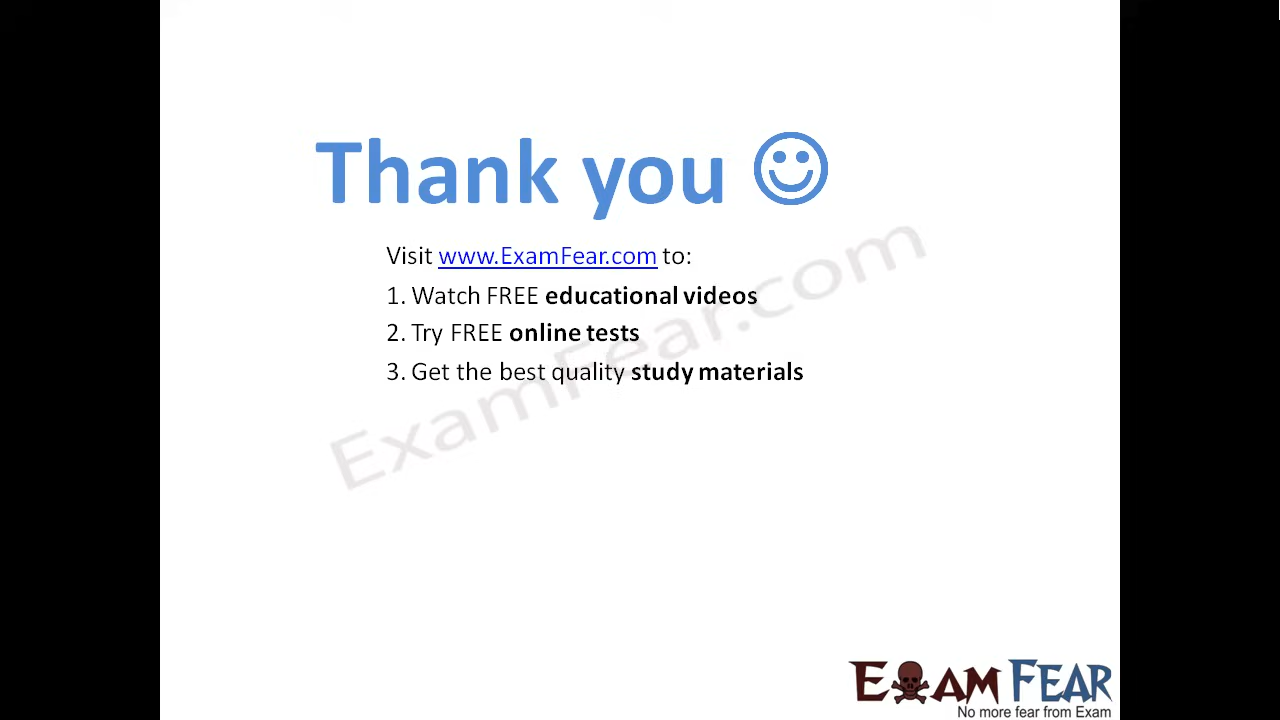 Thank you ☺
Visit www.ExamFear.com to:
1. Watch FREE educational videos
2. Try FREE online tests
3. Get the best quality study materials
ExamFear.com
EXAM FEAR
No more fear from Exam